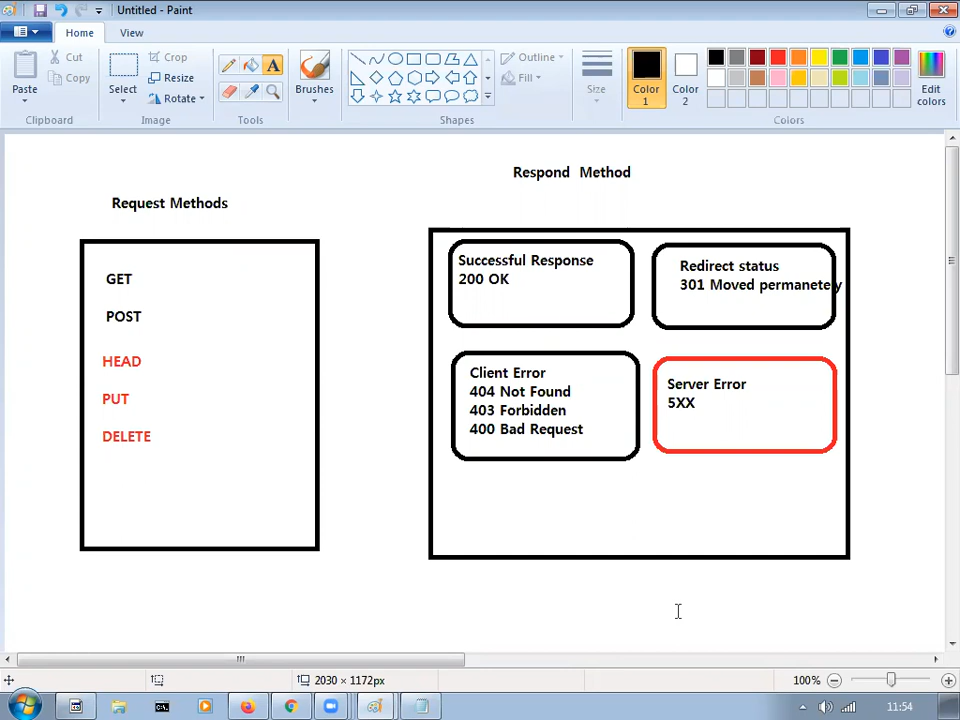 Untitled - Paint
Home
View
Paste
Cut
Copy
Clipboard
Select
Crop
Resize
Rotate
Image
A
Tools
Brushes
Outline
Fill
Shapes
Size
Color 1
Color 2
Edit colors
Colors
Request Methods
GET
POST
HEAD
PUT
DELETE
Respond Method
Successful Response
200 OK
Redirect status
301 Moved permanetely
Client Error
404 Not Found
403 Forbidden
400 Bad Request
Server Error
5XX
2030 × 1172px
100%
11:54